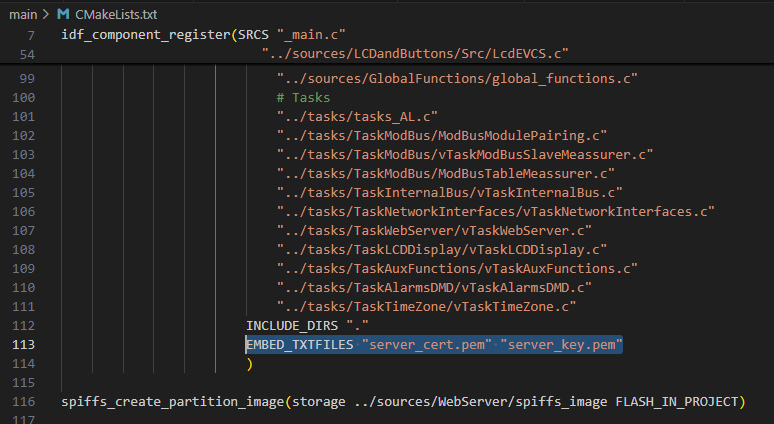 main > CMakeLists.txt
7 idf_component_register(SRCS "_main.c"
54 "../sources/LCDandButtons/Src/LcdEVCS.c"
99 "../sources/GlobalFunctions/global_functions.c"
100 # Tasks
101 "../tasks/tasks_AL.c"
102 "../tasks/TaskModBus/ModBusModulePairing.c"
103 "../tasks/TaskModBus/vTaskModBusSlaveMeassurer.c"
104 "../tasks/TaskModBus/ModBusTableMeassurer.c"
105 "../tasks/TaskInternalBus/vTaskInternalBus.c"
106 "../tasks/TaskNetworkInterfaces/vTaskNetworkInterfaces.c"
107 "../tasks/TaskWebServer/vTaskWebServer.c"
108 "../tasks/TaskLCDDisplay/vTaskLCDDisplay.c"
109 "../tasks/TaskAuxFunctions/vTaskAuxFunctions.c"
110 "../tasks/TaskAlarmsDMD/vTaskAlarmsDMD.c"
111 "../tasks/TaskTimeZone/vTaskTimeZone.c"
112 INCLUDE_DIRS "."
113 EMBED_TXTFILES "server_cert.pem" "server_key.pem"
114 )
115
116 spiffs_create_partition_image(storage ../sources/WebServer/spiffs_image FLASH_IN_PROJECT)
117